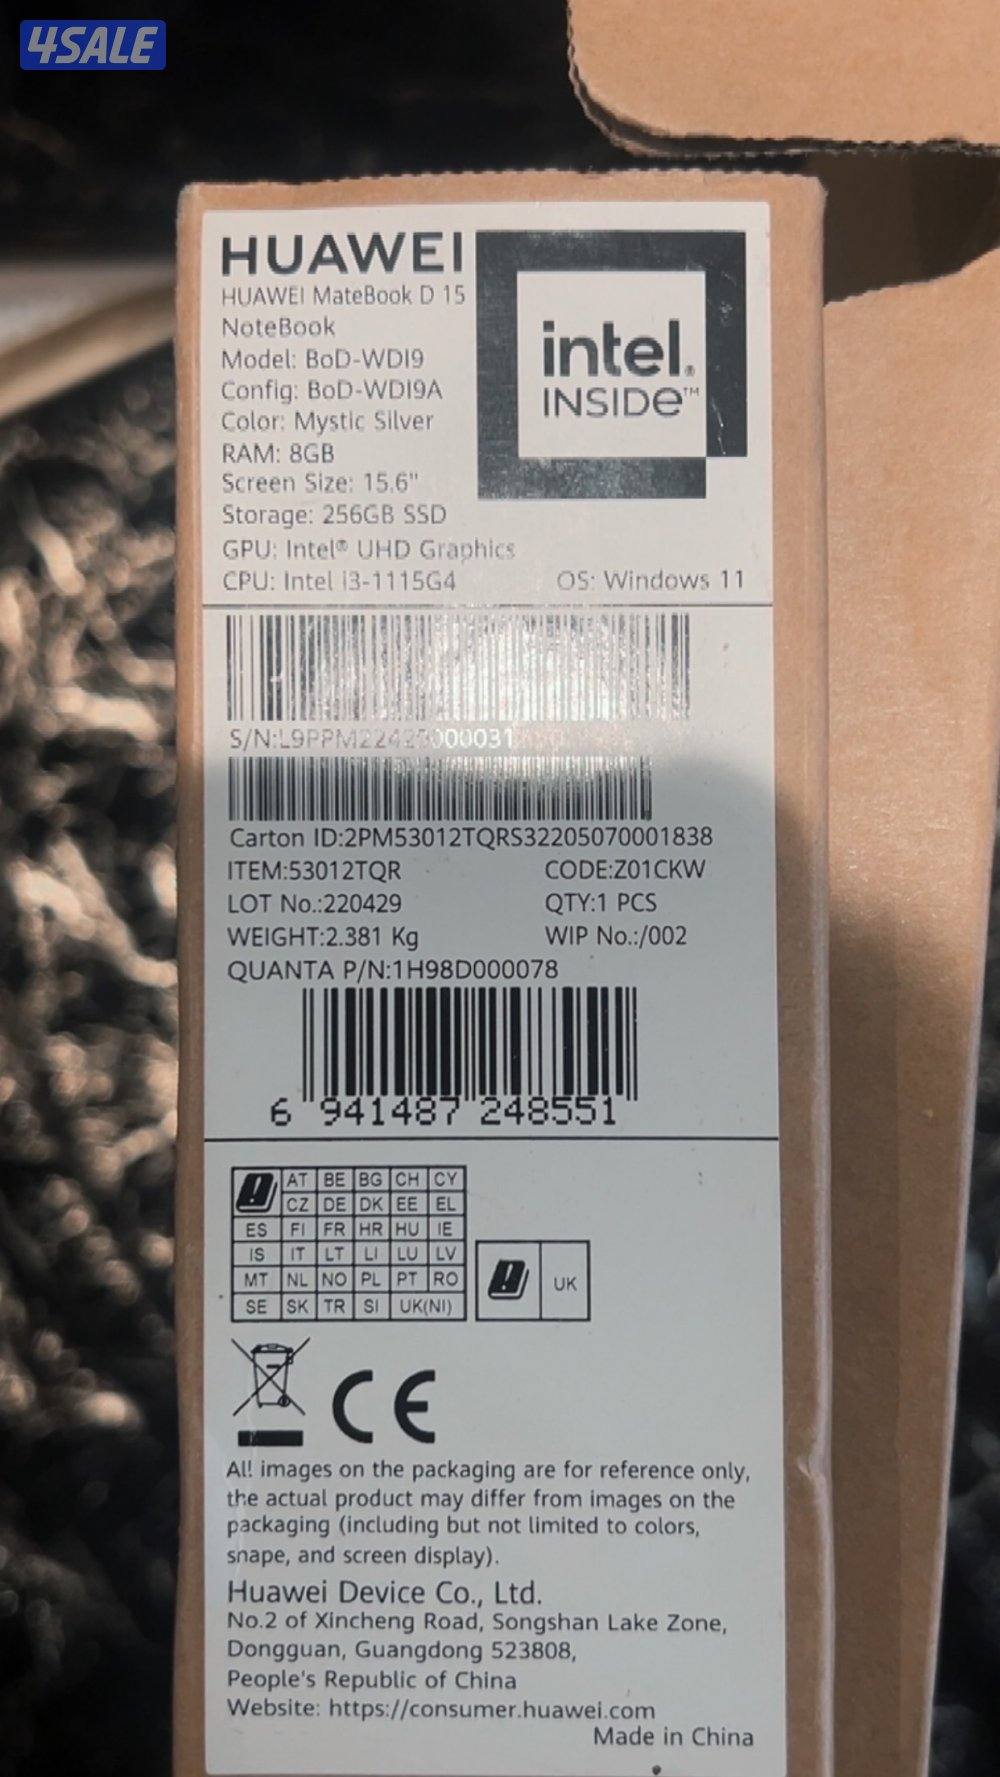 4SALE
HUAWEI
HUAWEI MateBook D 15
NoteBook
Model: BoD-WDI9
Config: BoD-WDI9A
Color: Mystic Silver
RAM: 8GB
Screen Size: 15.6"
Storage: 256GB SSD
GPU: Intel® UHD Graphics
CPU: Intel i3-1115G4
OS: Windows 11
intel.
INSIDE™
Carton ID:2PM53012TQRS32205070001838
ITEM:53012TQR
CODE:Z01CKW
LOT No.:220429
QTY:1 PCS
WEIGHT:2.381 Kg
WIP No.:/002
QUANTA P/N:1H98D000078
6 941487 248551
AT BE BG CH CY
CZ DE DK EE EL
ES FI FR HR HU IE
IS IT LT LI LU LV
MT NL NO PL PT RO
SE SK TR SI UK(NI)
UK
CE
All images on the packaging are for reference only,
the actual product may differ from images on the
packaging (including but not limited to colors,
shape, and screen display).
Huawei Device Co., Ltd.
No.2 of Xincheng Road, Songshan Lake Zone,
Dongguan, Guangdong 523808,
People's Republic of China
Website: https://consumer.huawei.com
Made in China